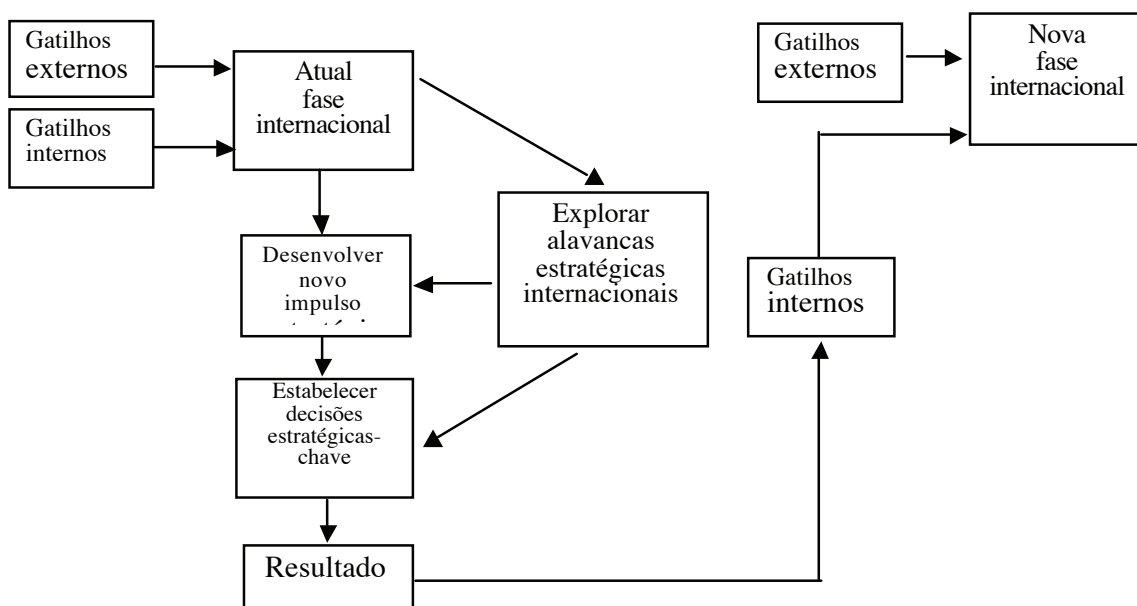 Gatilhos
externos
Gatilhos
internos
Atual
fase
internacional
Desenvolver
novo
impulso
Explorar
alavancas
estratégicas
internacionais
Estabelecer
decisões
estratégicas-
chave
Resultado
Gatilhos
internos
Gatilhos
externos
Nova
fase
internacional